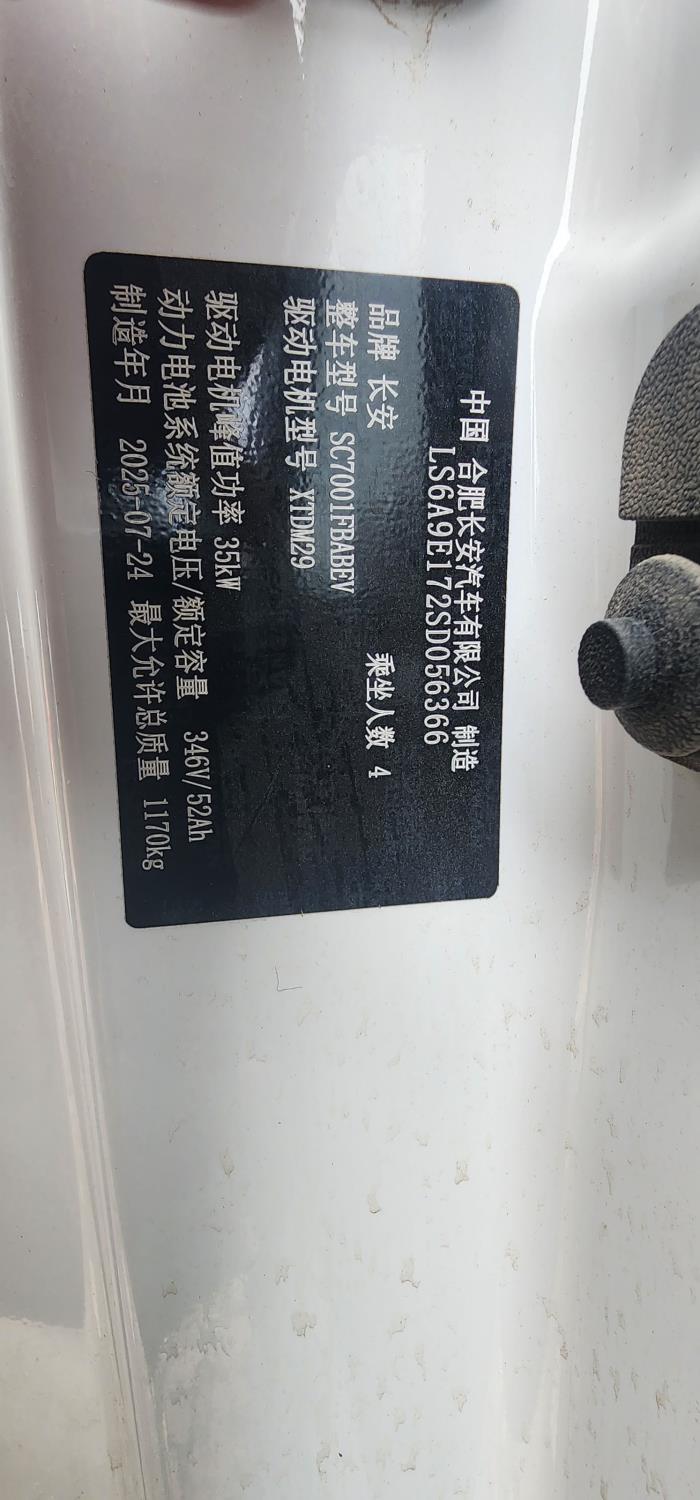 中国 合肥长安汽车有限公司 制造
LS6A9E172SD056366
品牌 长安 乘坐人数 4
整车型号 SC7001FBABEV
驱动电机型号 XTDM29
驱动电机峰值功率 35kW
动力电池系统额定电压/额定容量 346V/52Ah
制造年月 2025-07-24 最大允许总质量 1170kg